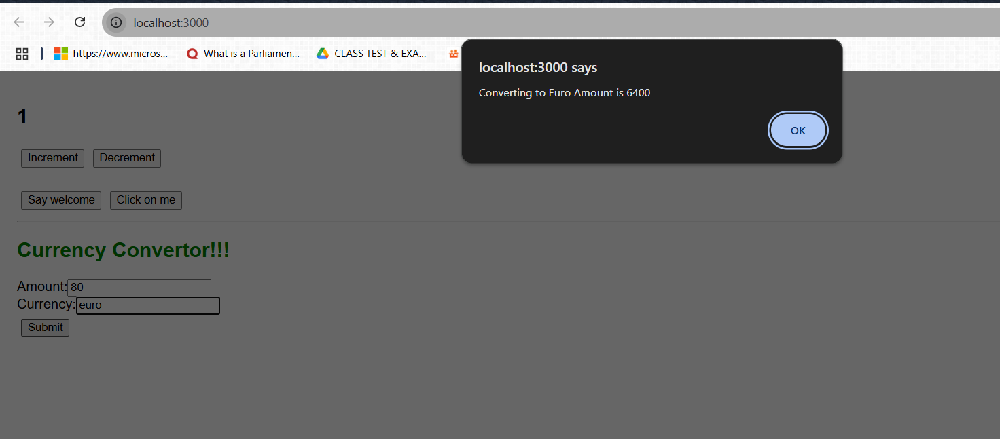 localhost:3000
https://www.micros... What is a Parliamen... CLASS TEST & EXA...
localhost:3000 says
Converting to Euro Amount is 6400
OK
1
Increment Decrement
Say welcome Click on me
Currency Convertor!!!
Amount:80
Currency:euro
Submit